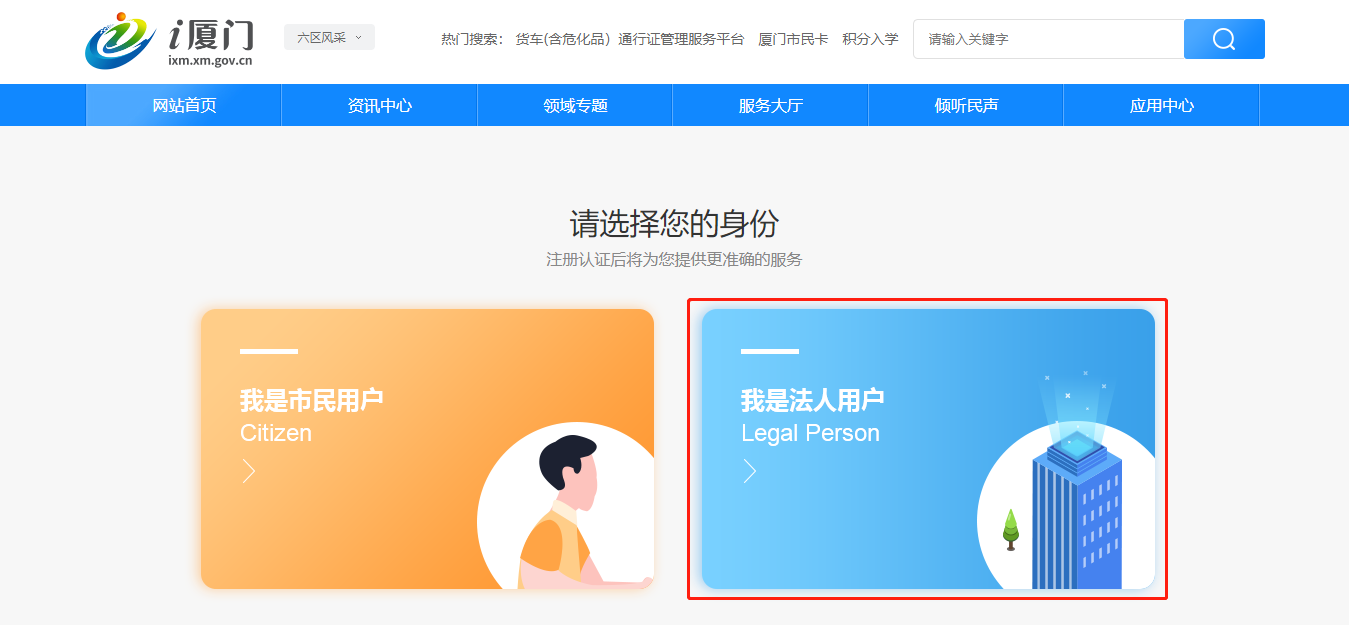 i厦门
ixm.xm.gov.cn
六区风采
热门搜索： 货车(含危化品）通行证管理服务平台 厦门市民卡 积分入学
请输入关键字
网站首页 资讯中心 领域专题 服务大厅 倾听民声 应用中心
请选择您的身份
注册认证后将为您提供更准确的服务
我是市民用户
Citizen
我是法人用户
Legal Person